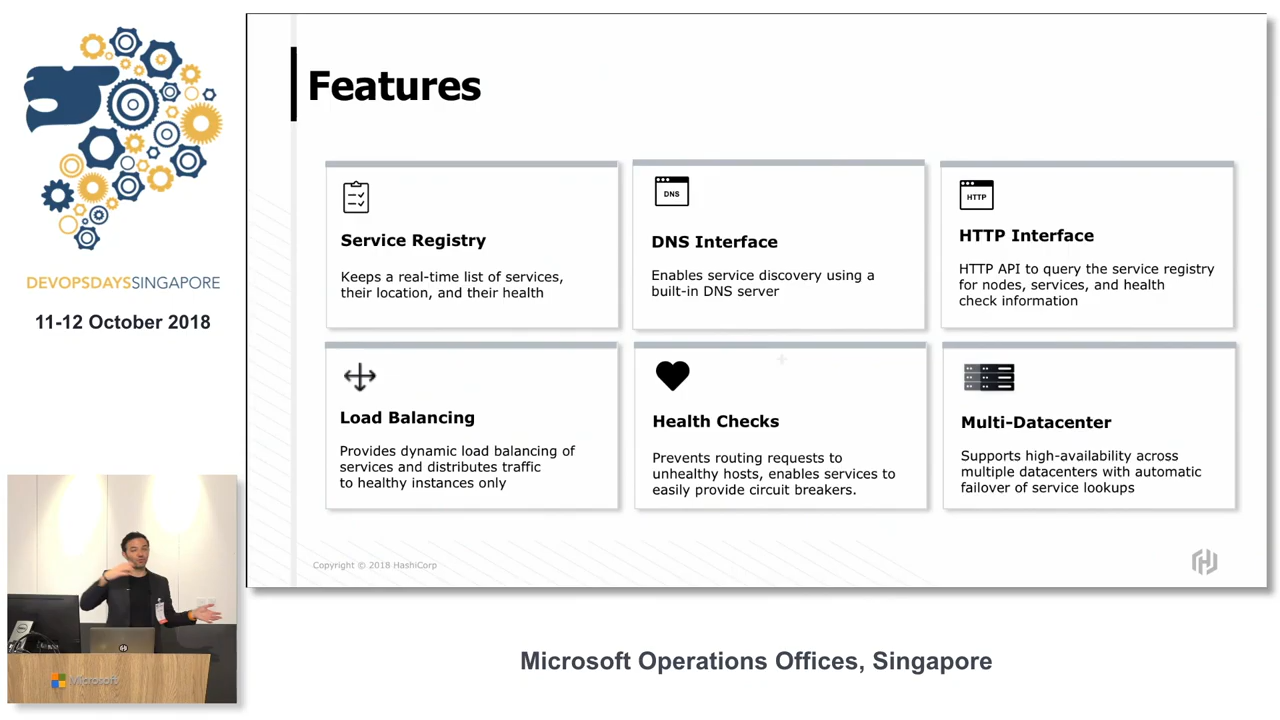 DEVOPSDAYSSINGAPORE
11-12 October 2018
Features
Service Registry
Keeps a real-time list of services,
their location, and their health
DNS
DNS Interface
Enables service discovery using a
built-in DNS server
HTTP
HTTP Interface
HTTP API to query the service registry
for nodes, services, and health
check information
Load Balancing
Provides dynamic load balancing of
services and distributes traffic
to healthy instances only
Health Checks
Prevents routing requests to
unhealthy hosts, enables services to
easily provide circuit breakers.
Multi-Datacenter
Supports high-availability across
multiple datacenters with automatic
failover of service lookups
Copyright © 2018 HashiCorp
Microsoft
Microsoft Operations Offices, Singapore